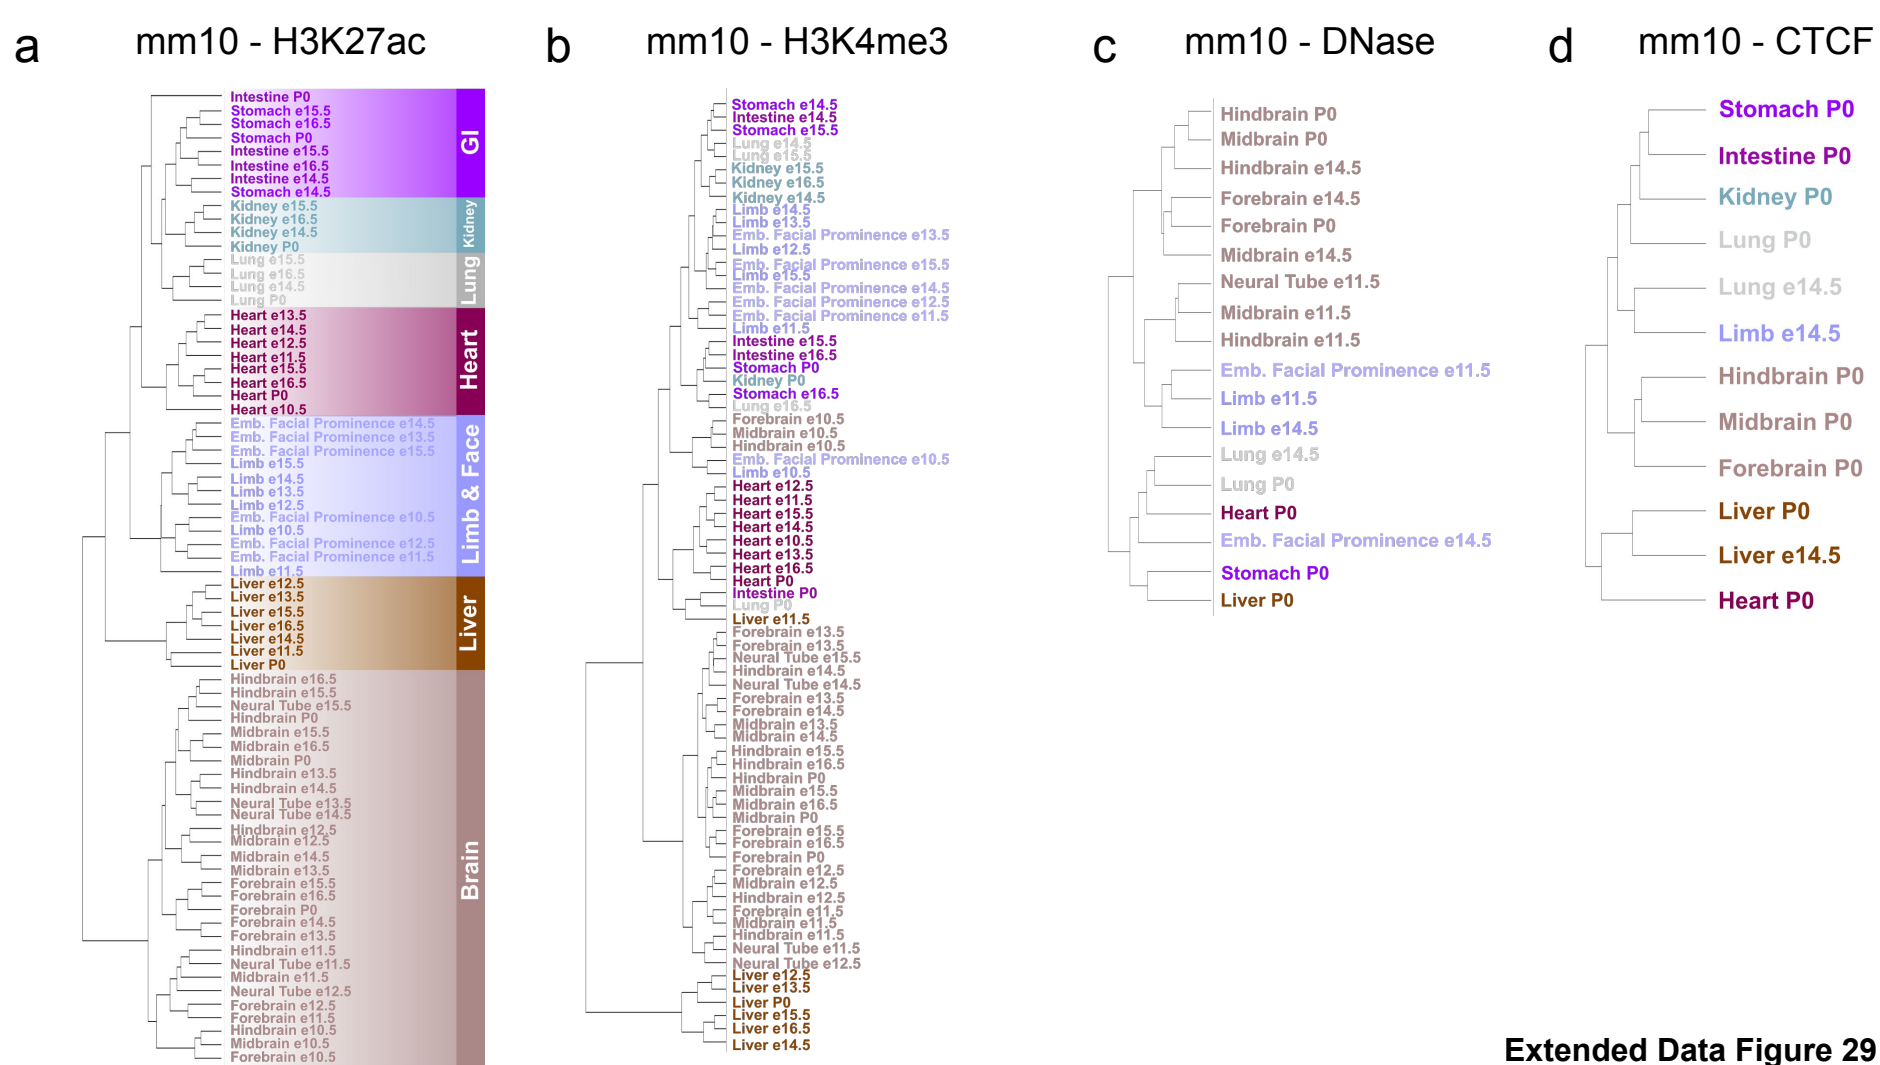 a
mm10 - H3K27ac
Intestine P0
Stomach e15.5
Stomach e16.5
Stomach P0
Intestine e15.5
Intestine e16.5
Intestine e14.5
Stomach e14.5
GI
Kidney e15.5
Kidney e16.5
Kidney e14.5
Kidney P0
Kidney
Lung e15.5
Lung e16.5
Lung e14.5
Lung P0
Lung
Heart e13.5
Heart e14.5
Heart e12.5
Heart e11.5
Heart e15.5
Heart e16.5
Heart P0
Heart e10.5
Heart
Emb. Facial Prominence e14.5
Emb. Facial Prominence e13.5
Emb. Facial Prominence e15.5
Limb e15.5
Limb e14.5
Limb e13.5
Limb e12.5
Emb. Facial Prominence e10.5
Limb e10.5
Emb. Facial Prominence e12.5
Emb. Facial Prominence e11.5
Limb e11.5
Limb & Face
Liver e12.5
Liver e13.5
Liver e15.5
Liver e16.5
Liver e14.5
Liver e11.5
Liver P0
Liver
Hindbrain e16.5
Hindbrain e15.5
Neural Tube e15.5
Hindbrain P0
Midbrain e15.5
Midbrain e16.5
Midbrain P0
Hindbrain e13.5
Hindbrain e14.5
Neural Tube e13.5
Neural Tube e14.5
Hindbrain e12.5
Midbrain e12.5
Midbrain e14.5
Midbrain e13.5
Forebrain e15.5
Forebrain e16.5
Forebrain P0
Forebrain e14.5
Forebrain e13.5
Hindbrain e11.5
Neural Tube e11.5
Midbrain e11.5
Neural Tube e12.5
Forebrain e12.5
Forebrain e11.5
Hindbrain e10.5
Midbrain e10.5
Forebrain e10.5
Brain
b
mm10 - H3K4me3
Stomach e14.5
Intestine e14.5
Stomach e15.5
Lung e14.5
Lung e15.5
Kidney e15.5
Kidney e16.5
Kidney e14.5
Limb e14.5
Limb e13.5
Emb. Facial Prominence e13.5
Limb e12.5
Emb. Facial Prominence e15.5
Limb e15.5
Emb. Facial Prominence e14.5
Emb. Facial Prominence e12.5
Emb. Facial Prominence e11.5
Limb e11.5
Intestine e15.5
Intestine e16.5
Stomach P0
Kidney P0
Stomach e16.5
Lung e16.5
Forebrain e10.5
Midbrain e10.5
Hindbrain e10.5
Emb. Facial Prominence e10.5
Limb e10.5
Heart e12.5
Heart e11.5
Heart e15.5
Heart e14.5
Heart e10.5
Heart e13.5
Heart e16.5
Heart P0
Intestine P0
Lung P0
Liver e11.5
Forebrain e13.5
Forebrain e13.5
Neural Tube e15.5
Hindbrain e14.5
Neural Tube e14.5
Forebrain e13.5
Forebrain e14.5
Midbrain e13.5
Midbrain e14.5
Hindbrain e15.5
Hindbrain e16.5
Hindbrain P0
Midbrain e15.5
Midbrain e16.5
Midbrain P0
Forebrain e15.5
Forebrain e16.5
Forebrain P0
Forebrain e12.5
Midbrain e12.5
Hindbrain e12.5
Forebrain e11.5
Midbrain e11.5
Hindbrain e11.5
Neural Tube e11.5
Neural Tube e12.5
Liver e12.5
Liver e13.5
Liver P0
Liver e15.5
Liver e16.5
Liver e14.5
c
mm10 - DNase
Hindbrain P0
Midbrain P0
Hindbrain e14.5
Forebrain e14.5
Forebrain P0
Midbrain e14.5
Neural Tube e11.5
Midbrain e11.5
Hindbrain e11.5
Emb. Facial Prominence e11.5
Limb e11.5
Limb e14.5
Lung e14.5
Lung P0
Heart P0
Emb. Facial Prominence e14.5
Stomach P0
Liver P0
d
mm10 - CTCF
Stomach P0
Intestine P0
Kidney P0
Lung P0
Lung e14.5
Limb e14.5
Hindbrain P0
Midbrain P0
Forebrain P0
Liver P0
Liver e14.5
Heart P0
Extended Data Figure 29